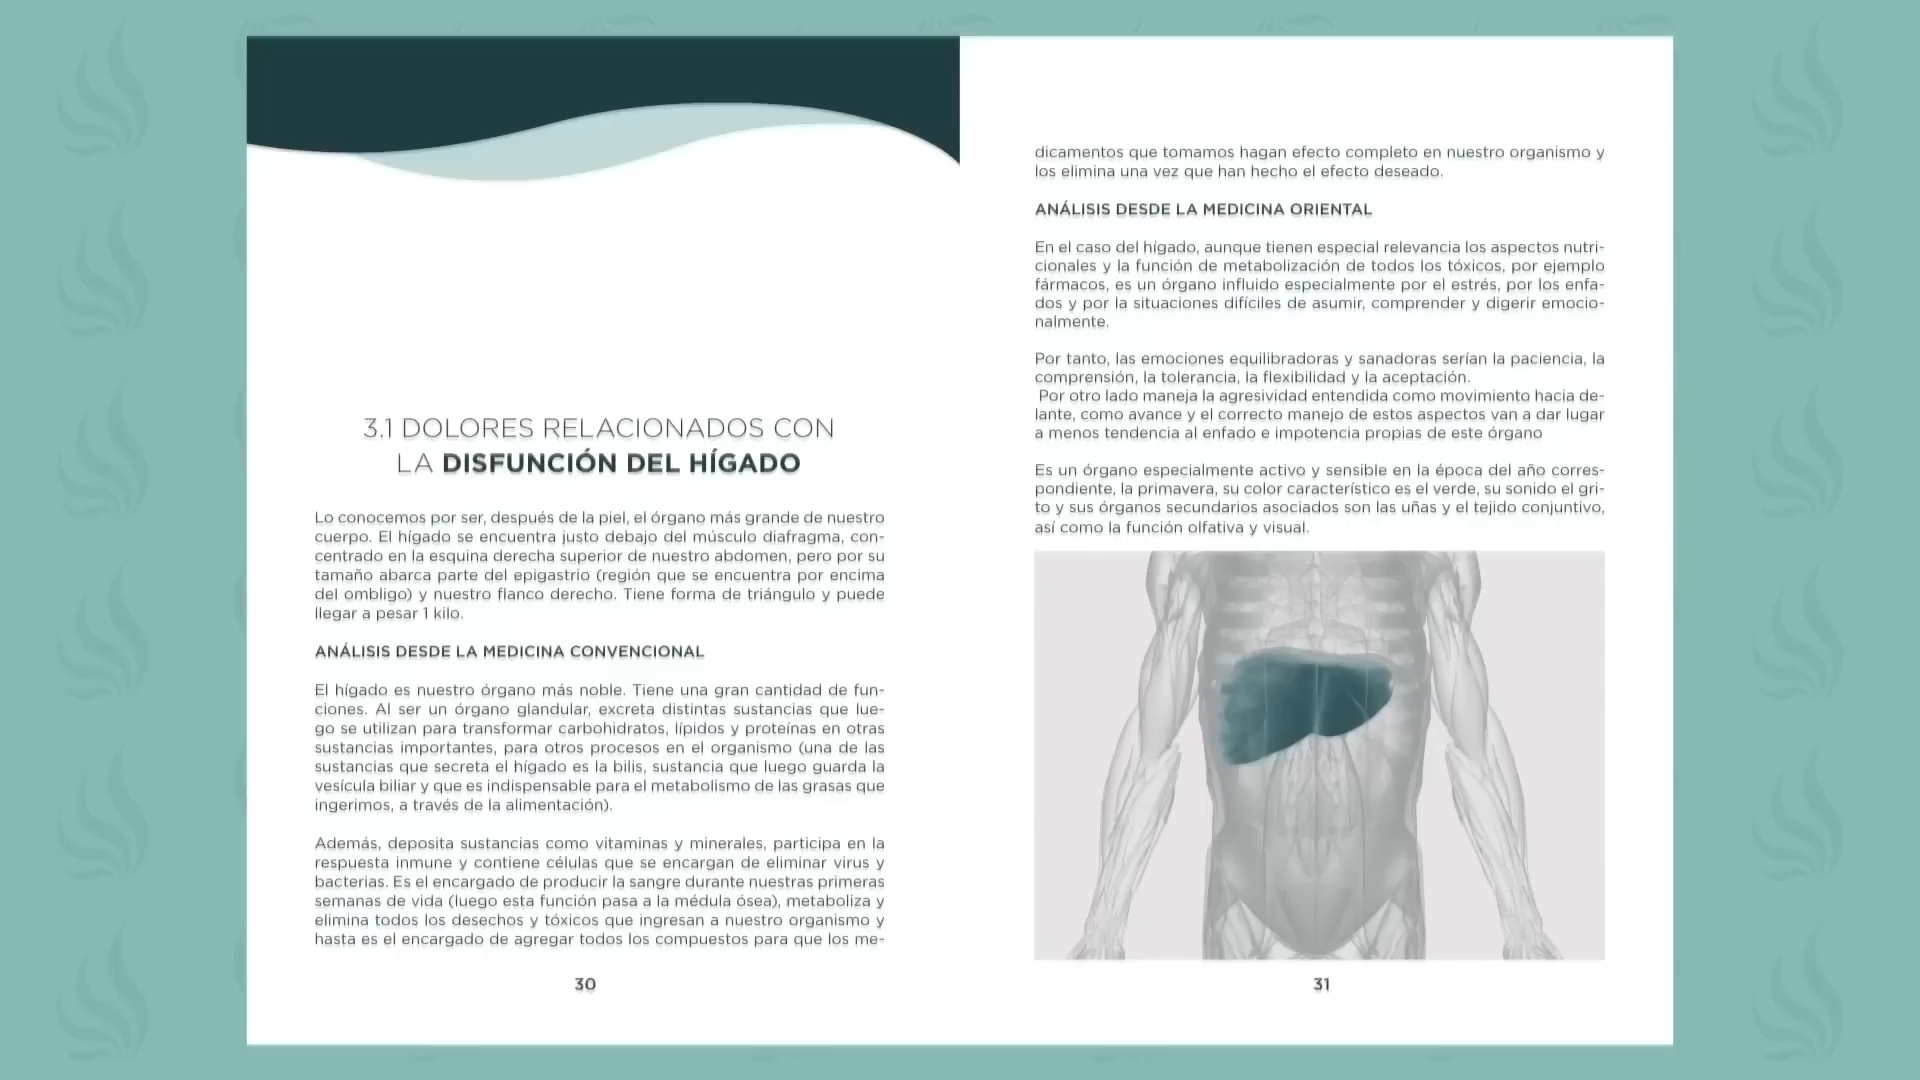 3.1 DOLORES RELACIONADOS CON
LA DISFUNCIÓN DEL HÍGADO
Lo conocemos por ser, después de la piel, el órgano más grande de nuestro
cuerpo. El hígado se encuentra justo debajo del músculo diafragma, con-
centrado en la esquina derecha superior de nuestro abdomen, pero por su
tamaño abarca parte del epigastrio (región que se encuentra por encima
del ombligo) y nuestro flanco derecho. Tiene forma de triángulo y puede
llegar a pesar 1 kilo.
ANÁLISIS DESDE LA MEDICINA CONVENCIONAL
El hígado es nuestro órgano más noble. Tiene una gran cantidad de fun-
ciones. Al ser un órgano glandular, excreta distintas sustancias que lue-
go se utilizan para transformar carbohidratos, lípidos y proteínas en otras
sustancias importantes, para otros procesos en el organismo (una de las
sustancias que secreta el hígado es la bilis, sustancia que luego guarda la
vesícula biliar y que es indispensable para el metabolismo de las grasas que
ingerimos, a través de la alimentación).
Además, deposita sustancias como vitaminas y minerales, participa en la
respuesta inmune y contiene células que se encargan de eliminar virus y
bacterias. Es el encargado de producir la sangre durante nuestras primeras
semanas de vida (luego esta función pasa a la médula ósea), metaboliza y
elimina todos los desechos y tóxicos que ingresan a nuestro organismo y
hasta es el encargado de agregar todos los compuestos para que los me-
30
dicamentos que tomamos hagan efecto completo en nuestro organismo y
los elimina una vez que han hecho el efecto deseado.
ANÁLISIS DESDE LA MEDICINA ORIENTAL
En el caso del hígado, aunque tienen especial relevancia los aspectos nutri-
cionales y la función de metabolización de todos los tóxicos, por ejemplo
fármacos, es un órgano influido especialmente por el estrés, por los enfa-
dos y por la situaciones difíciles de asumir, comprender y digerir emocio-
nalmente.
Por tanto, las emociones equilibradoras y sanadoras serían la paciencia, la
comprensión, la tolerancia, la flexibilidad y la aceptación.
Por otro lado maneja la agresividad entendida como movimiento hacia de-
lante, como avance y el correcto manejo de estos aspectos van a dar lugar
a menos tendencia al enfado e impotencia propias de este órgano
Es un órgano especialmente activo y sensible en la época del año corres-
pondiente, la primavera, su color característico es el verde, su sonido el gri-
to y sus órganos secundarios asociados son las uñas y el tejido conjuntivo,
así como la función olfativa y visual.
31